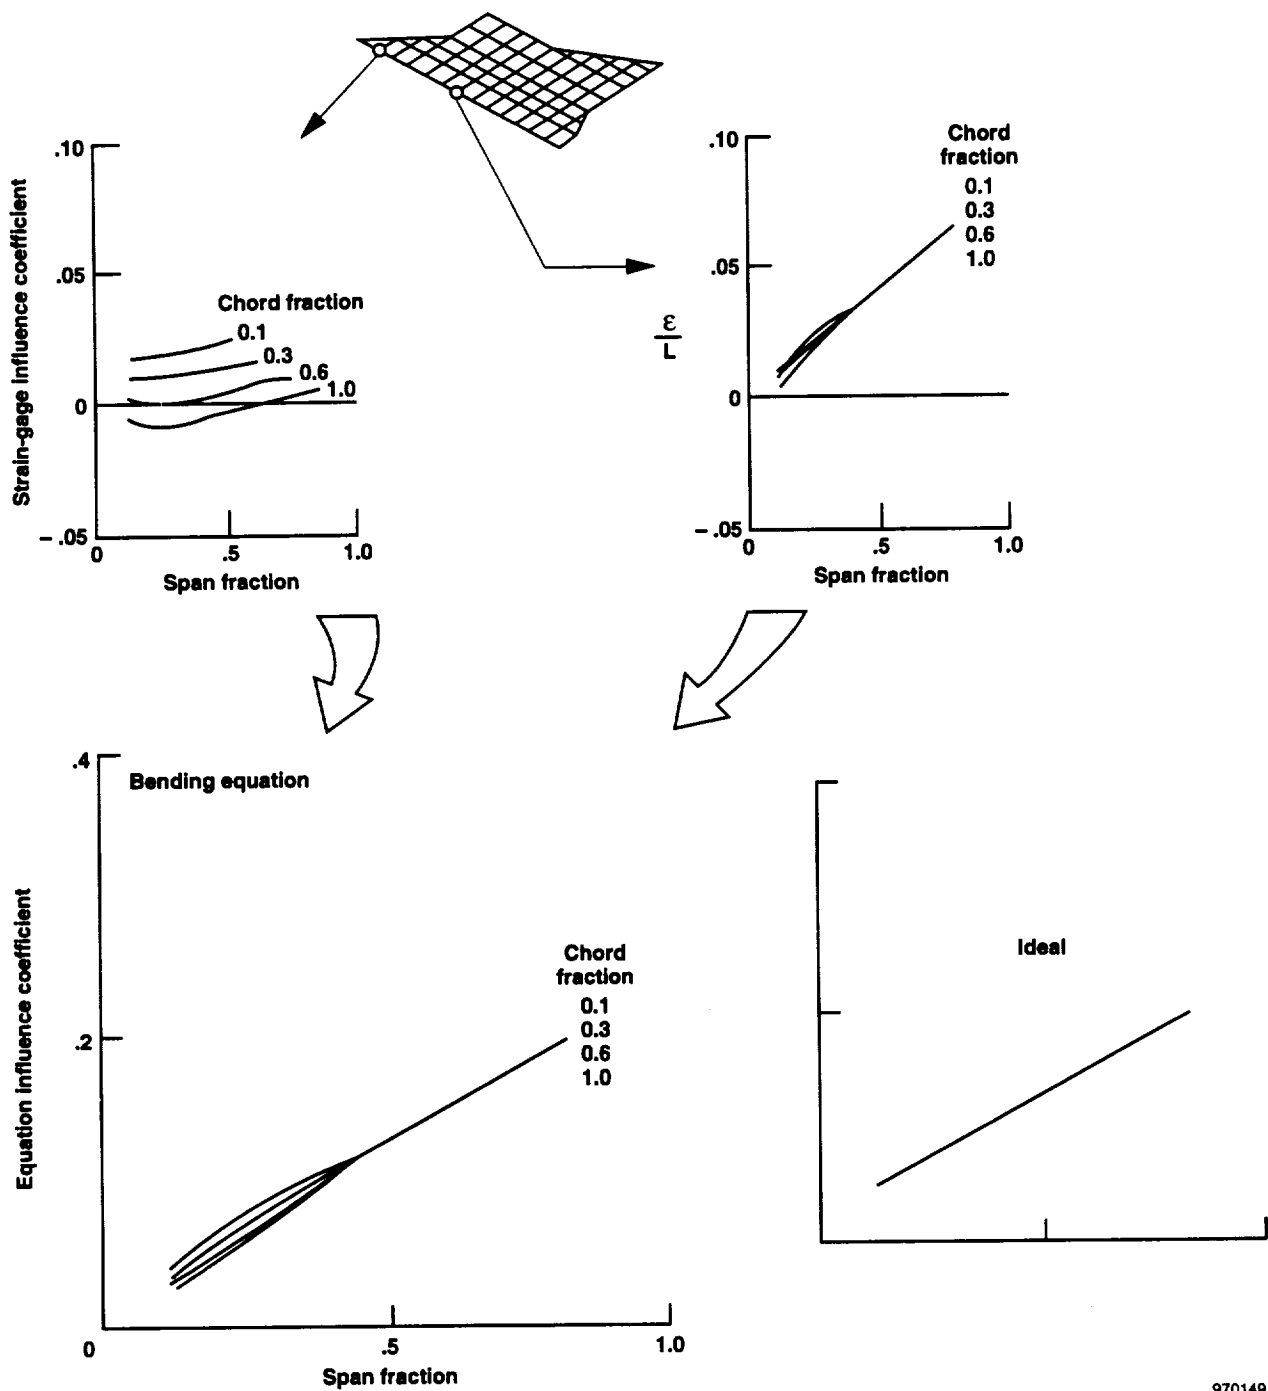 .10
.05
0
– .05
Strain-gage influence coefficient
Chord fraction
0.1
0.3
0.6
1.0
0
.5
1.0
Span fraction
.10
.05
0
– .05
ε
L
Chord
fraction
0.1
0.3
0.6
1.0
0
.5
1.0
Span fraction
.4
.2
Equation influence coefficient
Bending equation
Chord
fraction
0.1
0.3
0.6
1.0
0
.5
1.0
Span fraction
Ideal
970149